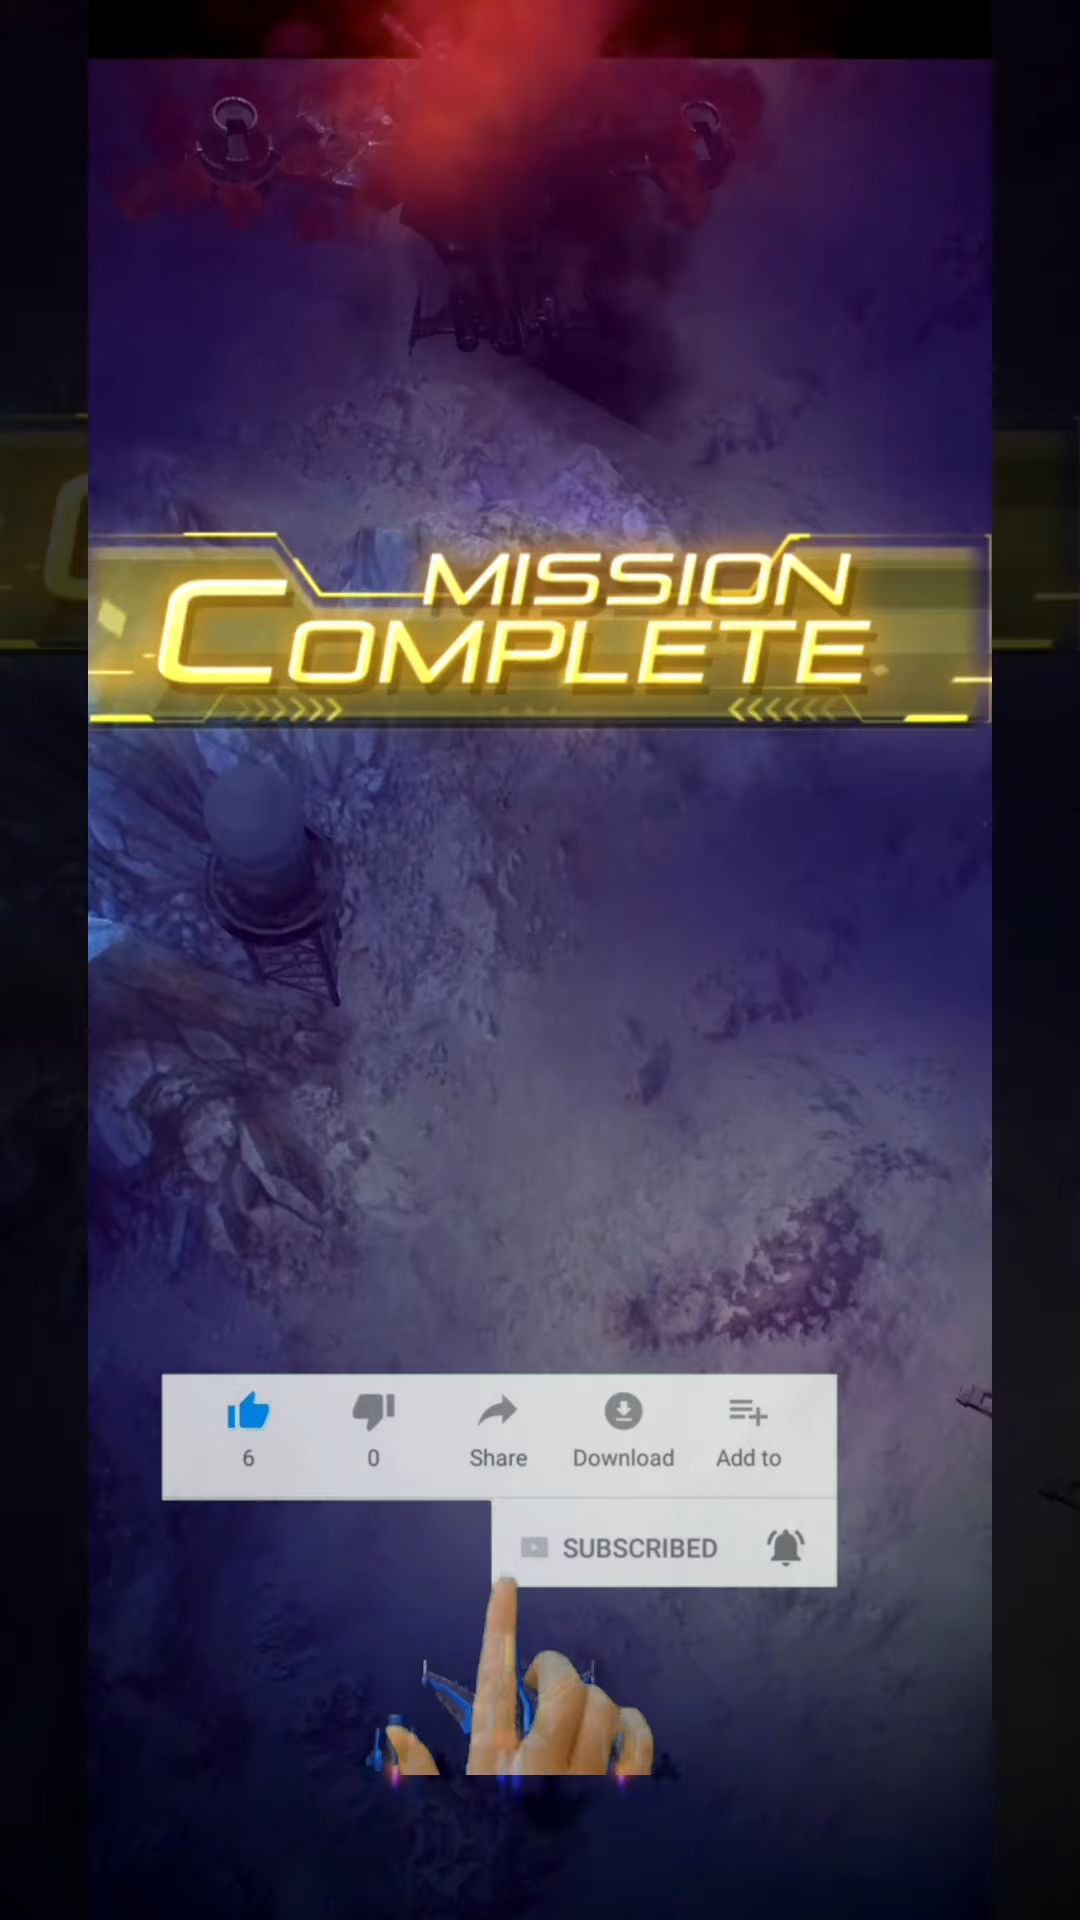 MISSION
COMPLETE
6
0
Share
Download
Add to
SUBSCRIBED